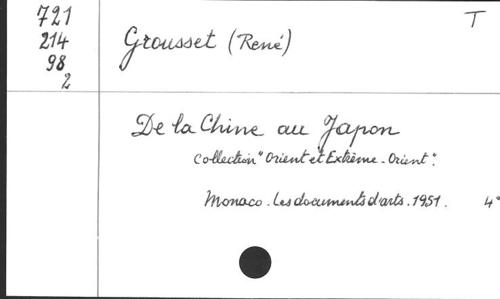 721
214
98
2
T
Grousset (René)
De la Chine au Japon
collection "Orient et Extrême-Orient".
Monaco. Les documents d'arts. 1951. 4°